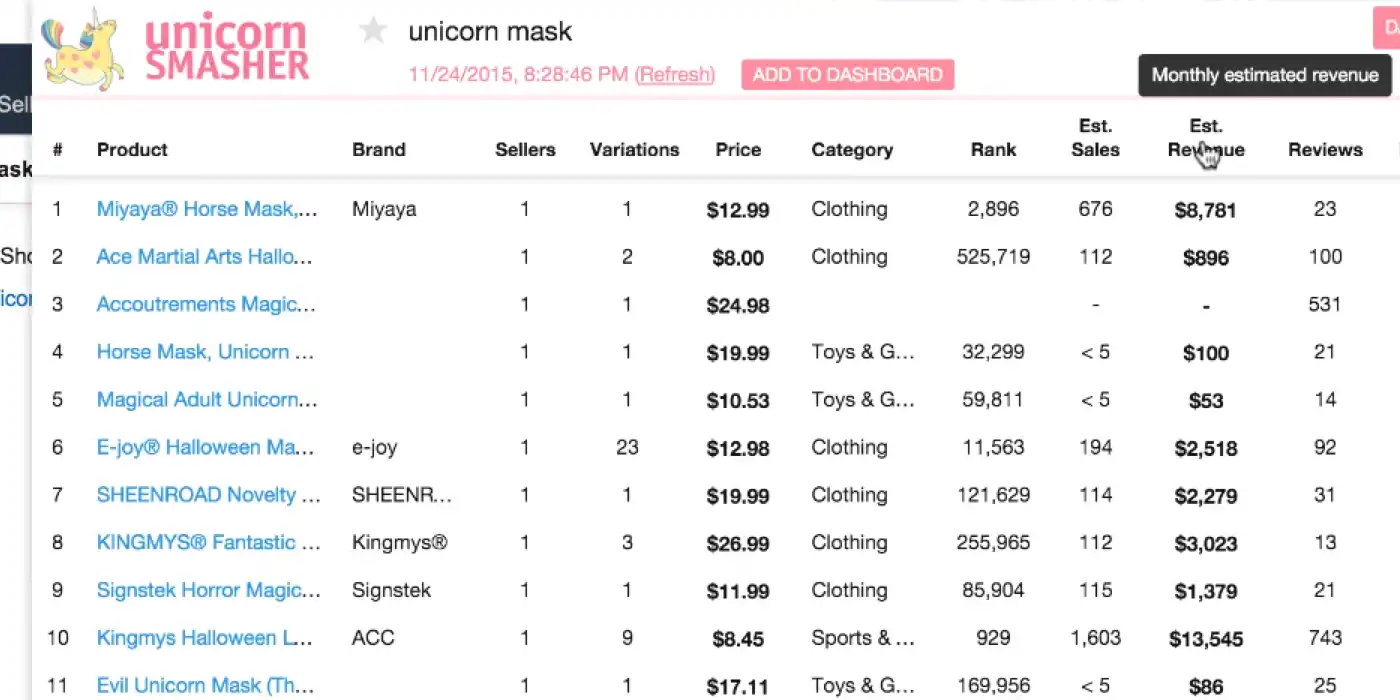 unicorn
SMASHER
unicorn mask
11/24/2015, 8:28:46 PM (Refresh)
ADD TO DASHBOARD
Monthly estimated revenue
Sell
# Product Brand Sellers Variations Price Category Rank Est. Sales Est. Revenue Reviews
ask
1 Miyaya® Horse Mask,... Miyaya 1 1 $12.99 Clothing 2,896 676 $8,781 23
Sho
2 Ace Martial Arts Hallo... 1 2 $8.00 Clothing 525,719 112 $896 100
icor
3 Accoutrements Magic... 1 1 $24.98 - - 531
4 Horse Mask, Unicorn ... 1 1 $19.99 Toys & G... 32,299 < 5 $100 21
5 Magical Adult Unicorn... 1 1 $10.53 Toys & G... 59,811 < 5 $53 14
6 E-joy® Halloween Ma... e-joy 1 23 $12.98 Clothing 11,563 194 $2,518 92
7 SHEENROAD Novelty ... SHEENR... 1 1 $19.99 Clothing 121,629 114 $2,279 31
8 KINGMYS® Fantastic ... Kingmys® 1 3 $26.99 Clothing 255,965 112 $3,023 13
9 Signstek Horror Magic... Signstek 1 1 $11.99 Clothing 85,904 115 $1,379 21
10 Kingmys Halloween L... ACC 1 9 $8.45 Sports & ... 929 1,603 $13,545 743
11 Evil Unicorn Mask (Th... 1 1 $17.11 Toys & G... 169,956 < 5 $86 25